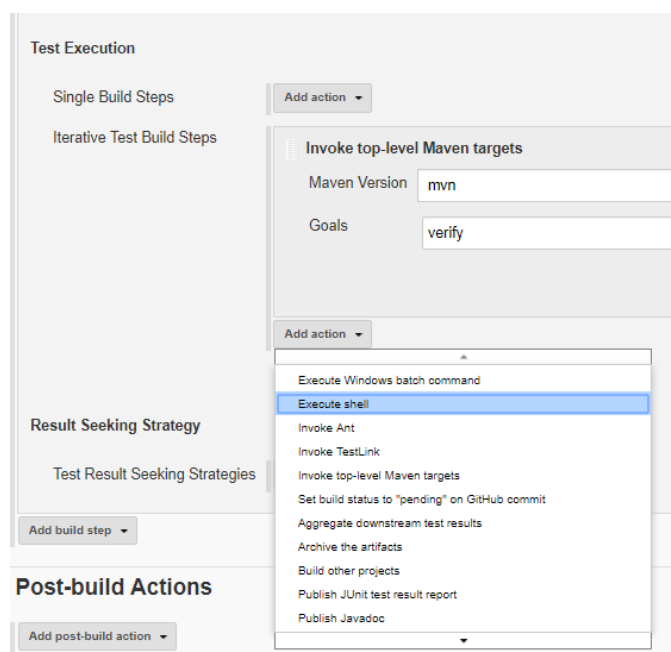 Test Execution
Single Build Steps
Add action
Iterative Test Build Steps
Invoke top-level Maven targets
Maven Version
mvn
Goals
verify
Add action
Execute Windows batch command
Execute shell
Invoke Ant
Invoke TestLink
Invoke top-level Maven targets
Set build status to "pending" on GitHub commit
Aggregate downstream test results
Archive the artifacts
Build other projects
Publish JUnit test result report
Publish Javadoc
Result Seeking Strategy
Test Result Seeking Strategies
Add build step
Post-build Actions
Add post-build action